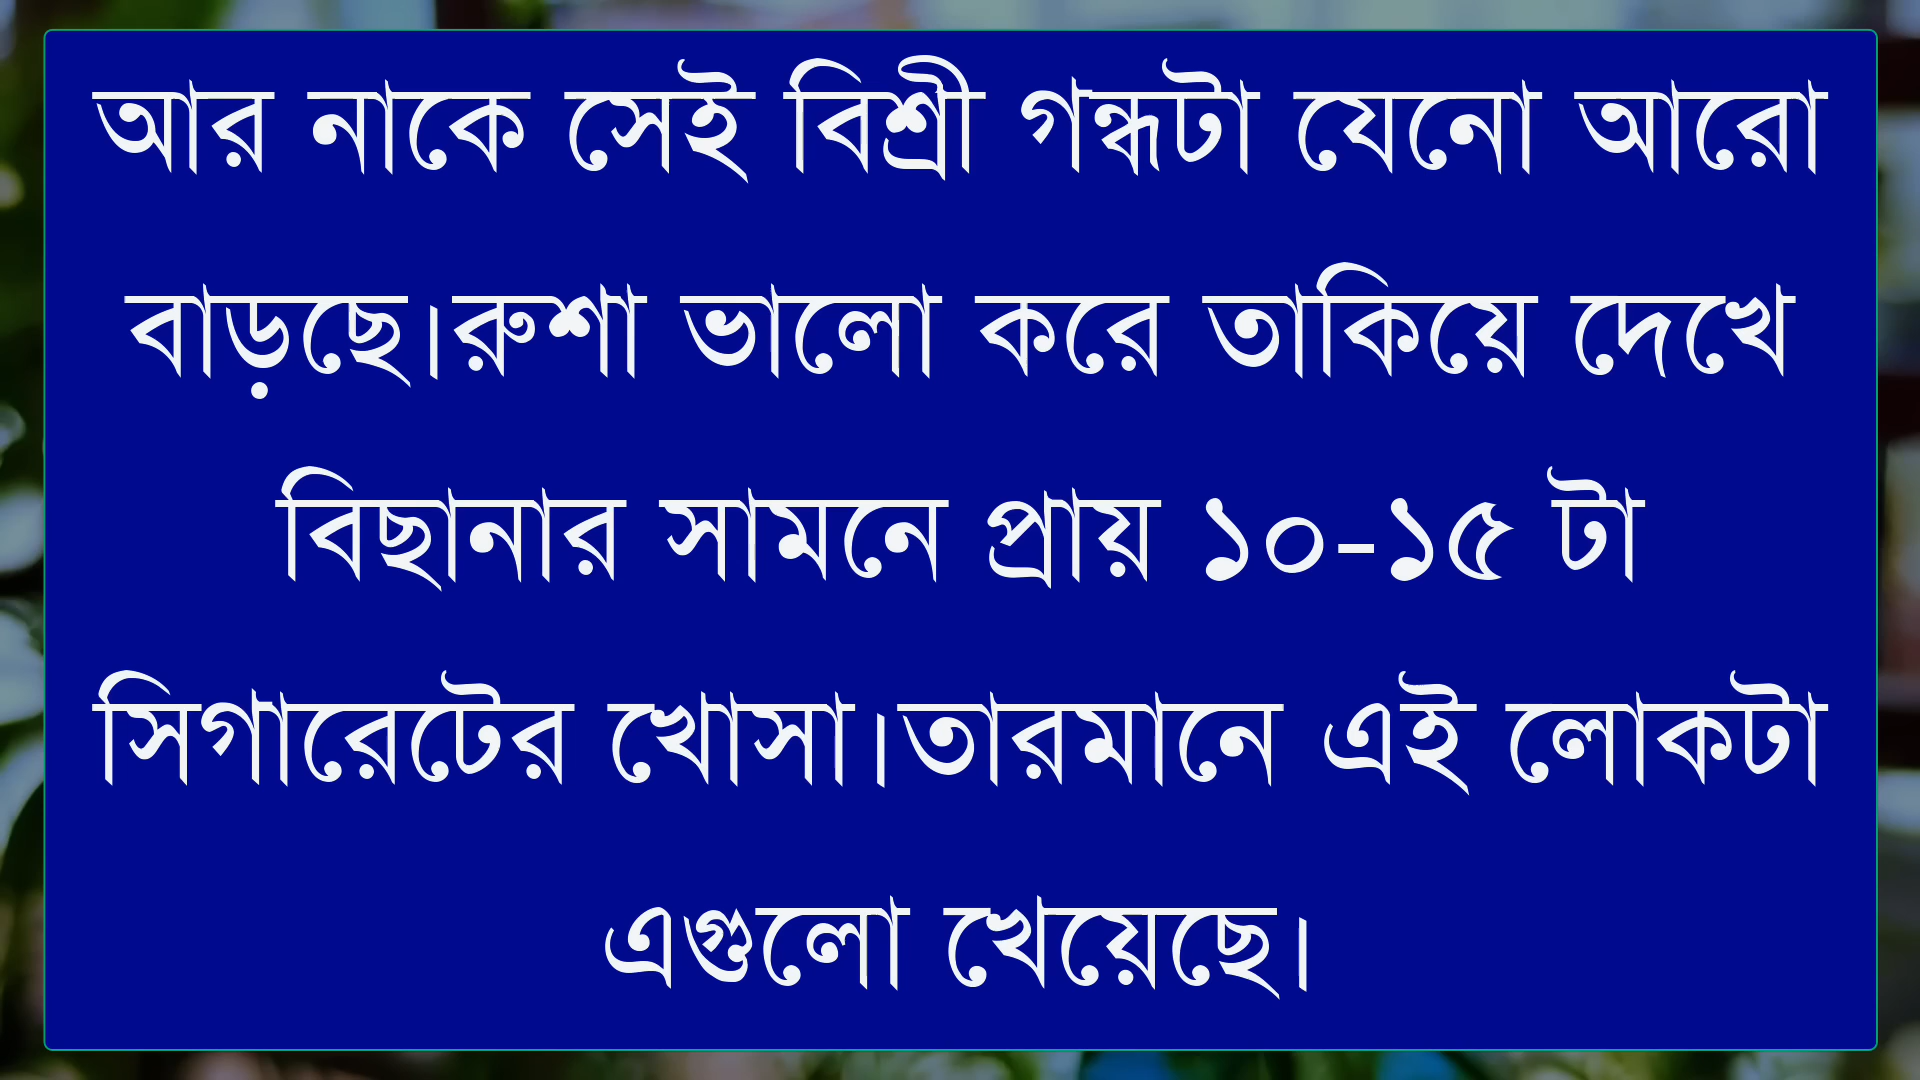 আর নাকে সেই বিশ্রী গন্ধটা যেনো আরো
বাড়ছে।রুশা ভালো করে তাকিয়ে দেখে
বিছানার সামনে প্রায় ১০-১৫ টা
সিগারেটের খোসা।তারমানে এই লোকটা
এগুলো খেয়েছে।